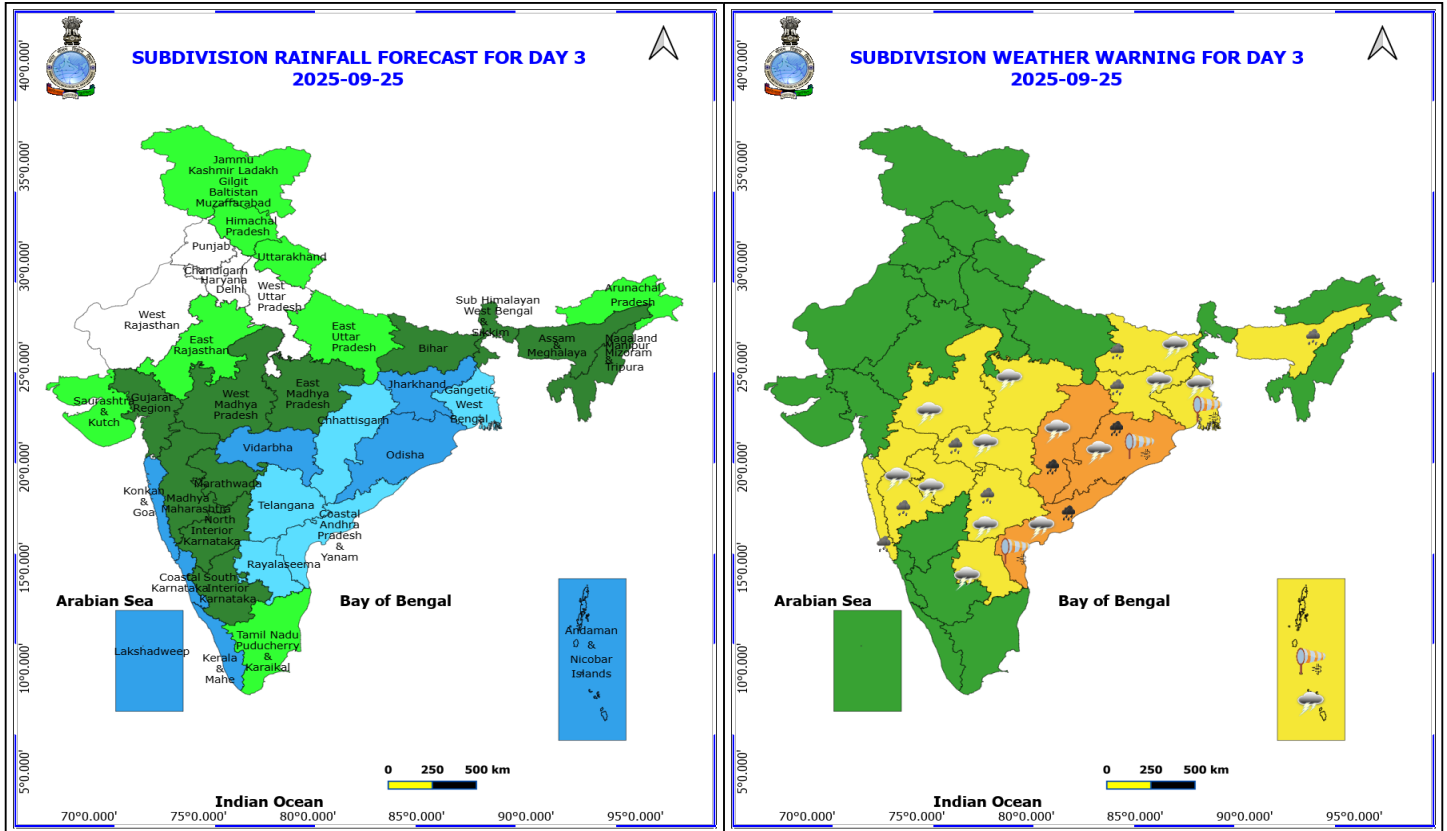 SUBDIVISION RAINFALL FORECAST FOR DAY 3
2025-09-25
40°0.000'
35°0.000'
30°0.000'
25°0.000'
20°0.000'
15°0.000'
10°0.000'
5°0.000'
Jammu
Kashmir Ladakh
Gilgit
Baltistan
Muzaffarabad
Himachal
Pradesh
Punjab
Uttarakhand
Chandigarh
Haryana
Delhi
West
Uttar
Pradesh
West
Rajasthan
East
Rajasthan
East
Uttar
Pradesh
Sub Himalayan
West Bengal
&
Sikkim
Arunachal
Pradesh
Assam
&
Meghalaya
Nagaland
Manipur
Mizoram
&
Tripura
Bihar
Saurashtra
&
Kutch
Gujarat
Region
West
Madhya
Pradesh
East
Madhya
Pradesh
Jharkhand
Gangetic
West
Bengal
Chhattisgarh
Vidarbha
Odisha
Konkan
&
Goa
Madhya
Maharashtra
Marathwada
Telangana
North
Interior
Karnataka
Coastal
Andhra
Pradesh
&
Yanam
Rayalaseema
Coastal
Karnataka
South
Interior
Karnataka
Tamil Nadu
Puducherry
&
Karaikal
Kerala
&
Mahe
Lakshadweep
Andaman
&
Nicobar
Islands
Arabian Sea
Bay of Bengal
Indian Ocean
0 250 500 km
70°0.000' 75°0.000' 80°0.000' 85°0.000' 90°0.000' 95°0.000'
SUBDIVISION WEATHER WARNING FOR DAY 3
2025-09-25
40°0.000'
35°0.000'
30°0.000'
25°0.000'
20°0.000'
15°0.000'
10°0.000'
5°0.000'
Arabian Sea
Bay of Bengal
Indian Ocean
0 250 500 km
70°0.000' 75°0.000' 80°0.000' 85°0.000' 90°0.000' 95°0.000'